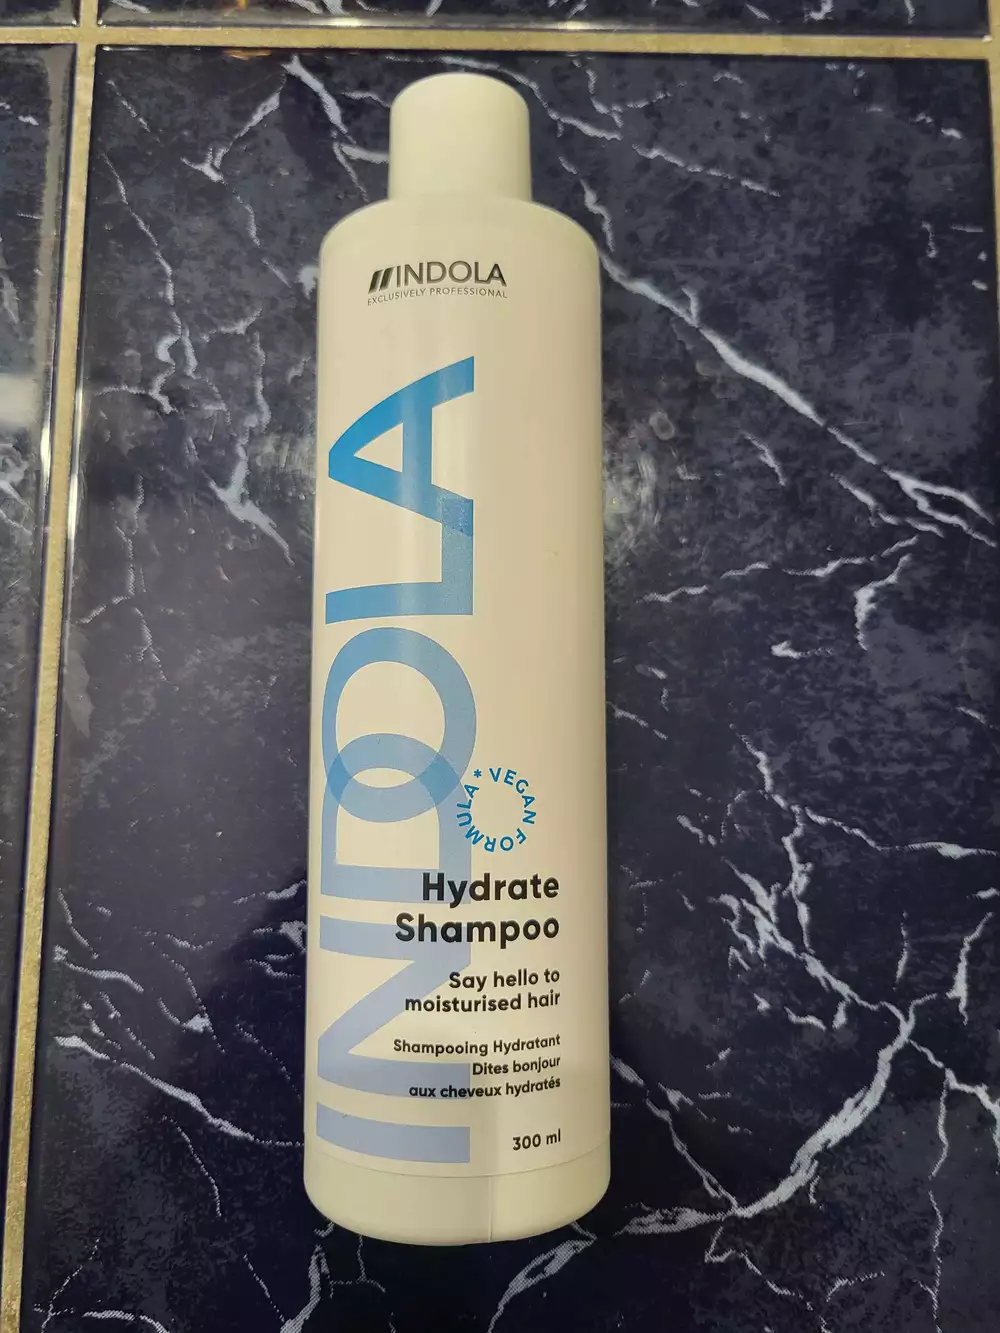 INDOLA
EXCLUSIVELY PROFESSIONAL
INDOLA
* VEGAN FORMULA
Hydrate
Shampoo
Say hello to
moisturised hair
Shampooing Hydratant
Dites bonjour
aux cheveux hydratés
300 ml